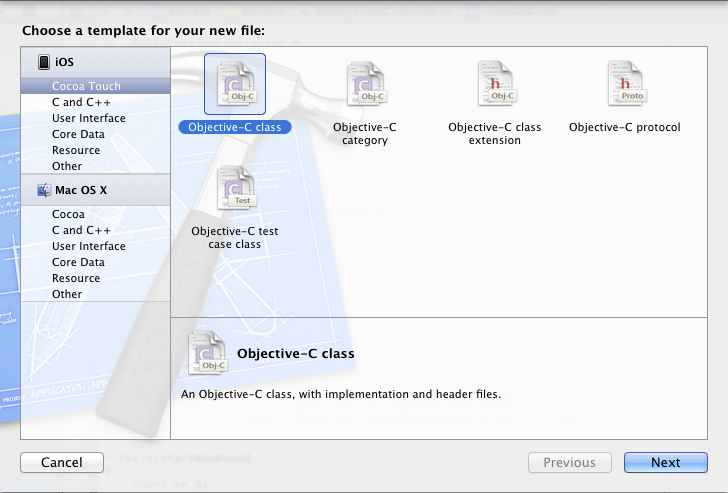 Choose a template for your new file:
iOS
Cocoa Touch
C and C++
User Interface
Core Data
Resource
Other
Mac OS X
Cocoa
C and C++
User Interface
Core Data
Resource
Other
Obj-C
Objective-C class
Obj-C
Objective-C
category
Obj-C
Objective-C class
extension
Proto
Objective-C protocol
Test
Objective-C test
case class
Obj-C
Objective-C class
An Objective-C class, with implementation and header files.
Cancel
Previous
Next